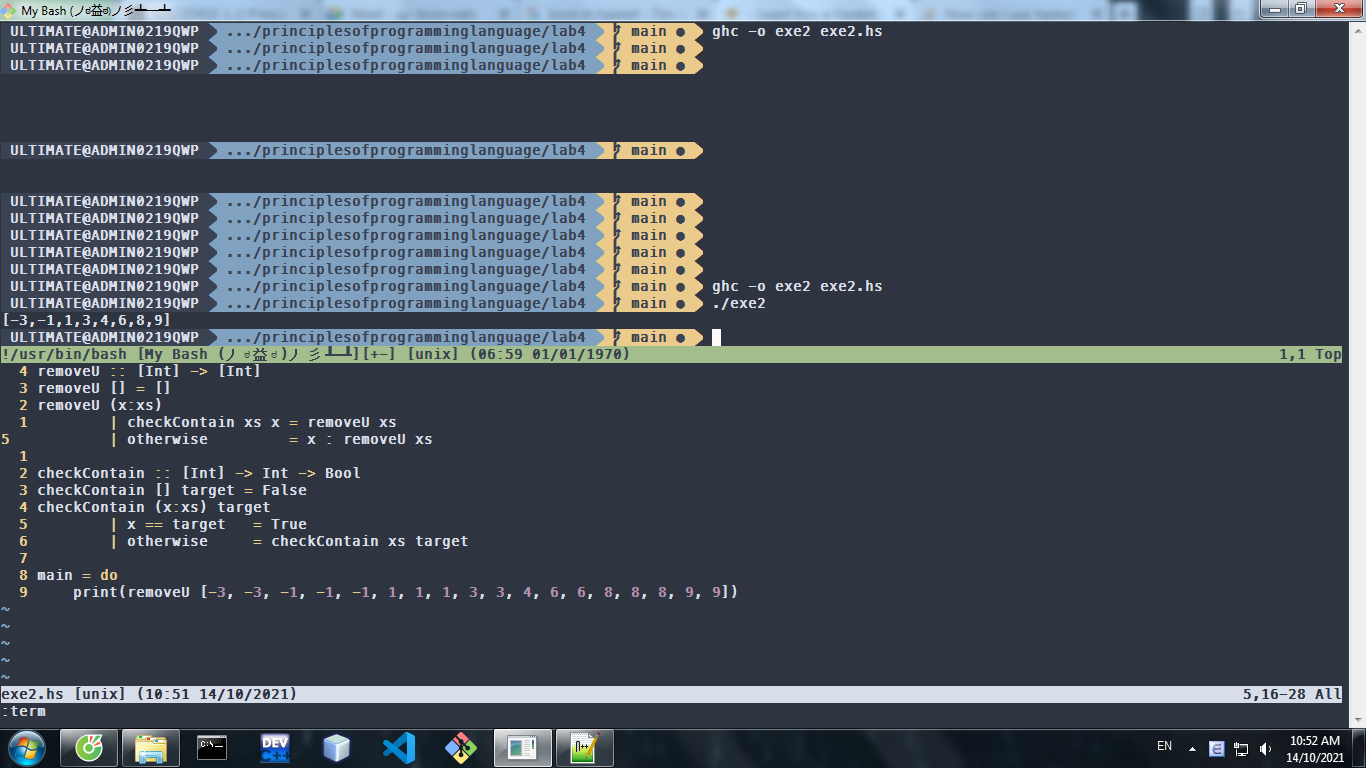 My Bash (ノಠ益ಠ)ノ彡┻━┻
ULTIMATE@ADMIN0219QWP .../principlesofprogramminglanguage/lab4 main ● ghc -o exe2 exe2.hs
ULTIMATE@ADMIN0219QWP .../principlesofprogramminglanguage/lab4 main ●
ULTIMATE@ADMIN0219QWP .../principlesofprogramminglanguage/lab4 main ●
ULTIMATE@ADMIN0219QWP .../principlesofprogramminglanguage/lab4 main ●
ULTIMATE@ADMIN0219QWP .../principlesofprogramminglanguage/lab4 main ●
ULTIMATE@ADMIN0219QWP .../principlesofprogramminglanguage/lab4 main ●
ULTIMATE@ADMIN0219QWP .../principlesofprogramminglanguage/lab4 main ●
ULTIMATE@ADMIN0219QWP .../principlesofprogramminglanguage/lab4 main ●
ULTIMATE@ADMIN0219QWP .../principlesofprogramminglanguage/lab4 main ●
ULTIMATE@ADMIN0219QWP .../principlesofprogramminglanguage/lab4 main ● ghc -o exe2 exe2.hs
ULTIMATE@ADMIN0219QWP .../principlesofprogramminglanguage/lab4 main ● ./exe2
[-3,-1,1,3,4,6,8,9]
ULTIMATE@ADMIN0219QWP .../principlesofprogramminglanguage/lab4 main ●
!/usr/bin/bash [My Bash (ノಠ益ಠ)ノ彡┻━┻][+-] [unix] (06:59 01/01/1970) 1,1 Top
4 removeU :: [Int] -> [Int]
3 removeU [] = []
2 removeU (x:xs)
1 | checkContain xs x = removeU xs
5 | otherwise = x : removeU xs
1
2 checkContain :: [Int] -> Int -> Bool
3 checkContain [] target = False
4 checkContain (x:xs) target
5 | x == target = True
6 | otherwise = checkContain xs target
7
8 main = do
9 print(removeU [-3, -3, -1, -1, -1, 1, 1, 1, 3, 3, 4, 6, 6, 8, 8, 8, 9, 9])
~
~
~
~
~
exe2.hs [unix] (10:51 14/10/2021) 5,16-28 All
:term
C:\_
DEV
C++
EN
10:52 AM
14/10/2021